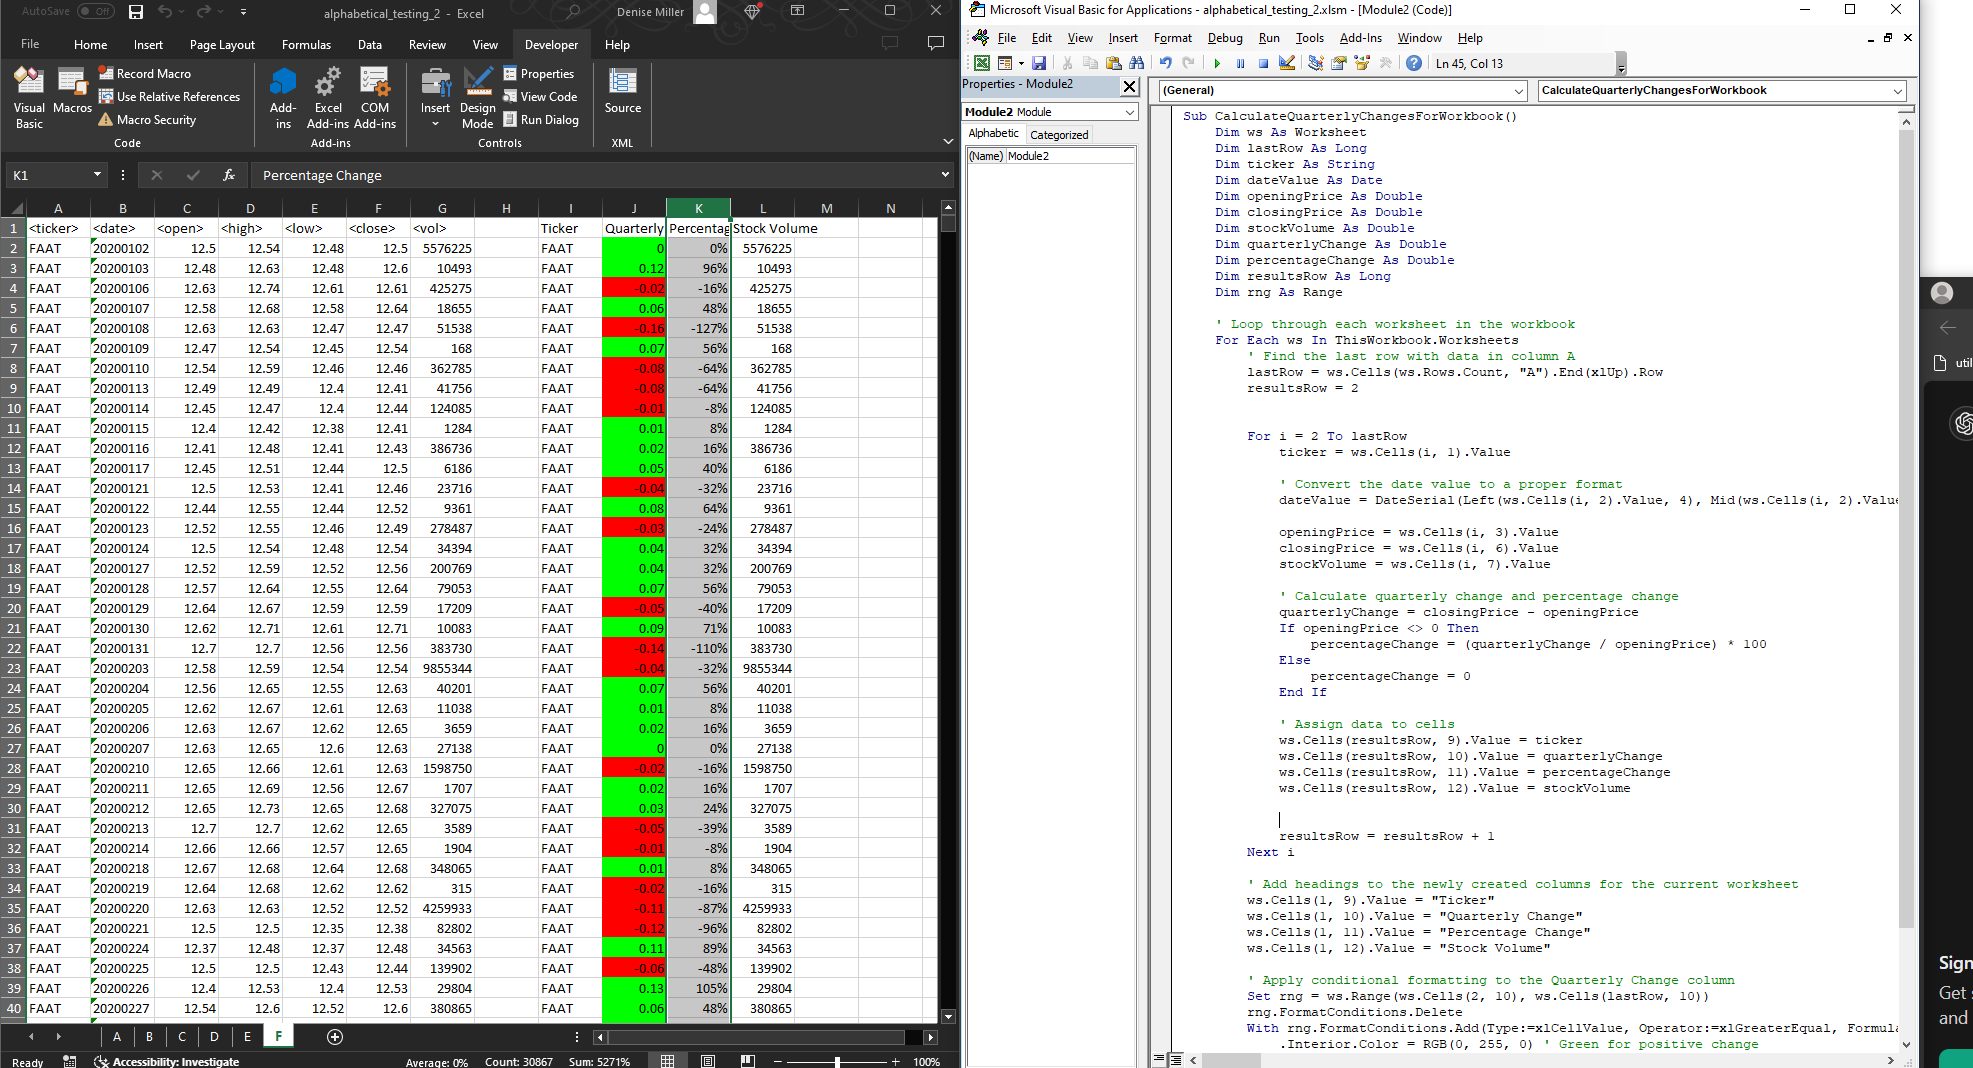 AutoSave Off alphabetical_testing_2 - Excel Denise Miller
File Home Insert Page Layout Formulas Data Review View Developer Help
Visual Basic
Macros
Record Macro
Use Relative References
Macro Security
Code
Add-ins
Excel Add-ins
COM Add-ins
Add-ins
Insert
Design Mode
Properties
View Code
Run Dialog
Controls
Source
XML
K1 fx Percentage Change
A B C D E F G H I J K L M N
1 <ticker> <date> <open> <high> <low> <close> <vol> Ticker Quarterly Percentag Stock Volume
2 FAAT 20200102 12.5 12.54 12.48 12.5 5576225 FAAT 0 0% 5576225
3 FAAT 20200103 12.48 12.63 12.48 12.6 10493 FAAT 0.12 96% 10493
4 FAAT 20200106 12.63 12.74 12.61 12.61 425275 FAAT -0.02 -16% 425275
5 FAAT 20200107 12.58 12.68 12.58 12.64 18655 FAAT 0.06 48% 18655
6 FAAT 20200108 12.63 12.63 12.47 12.47 51538 FAAT -0.16 -127% 51538
7 FAAT 20200109 12.47 12.54 12.45 12.54 168 FAAT 0.07 56% 168
8 FAAT 20200110 12.54 12.59 12.46 12.46 362785 FAAT -0.08 -64% 362785
9 FAAT 20200113 12.49 12.49 12.4 12.41 41756 FAAT -0.08 -64% 41756
10 FAAT 20200114 12.45 12.47 12.4 12.44 124085 FAAT -0.01 -8% 124085
11 FAAT 20200115 12.4 12.42 12.38 12.41 1284 FAAT 0.01 8% 1284
12 FAAT 20200116 12.41 12.48 12.41 12.43 386736 FAAT 0.02 16% 386736
13 FAAT 20200117 12.45 12.51 12.44 12.5 6186 FAAT 0.05 40% 6186
14 FAAT 20200121 12.5 12.53 12.41 12.46 23716 FAAT -0.04 -32% 23716
15 FAAT 20200122 12.44 12.55 12.44 12.52 9361 FAAT 0.08 64% 9361
16 FAAT 20200123 12.52 12.55 12.46 12.49 278487 FAAT -0.03 -24% 278487
17 FAAT 20200124 12.5 12.54 12.48 12.54 34394 FAAT 0.04 32% 34394
18 FAAT 20200127 12.52 12.59 12.52 12.56 200769 FAAT 0.04 32% 200769
19 FAAT 20200128 12.57 12.64 12.55 12.64 79053 FAAT 0.07 56% 79053
20 FAAT 20200129 12.64 12.67 12.59 12.59 17209 FAAT -0.05 -40% 17209
21 FAAT 20200130 12.62 12.71 12.61 12.71 10083 FAAT 0.09 71% 10083
22 FAAT 20200131 12.7 12.7 12.56 12.56 383730 FAAT -0.14 -110% 383730
23 FAAT 20200203 12.58 12.59 12.54 12.54 9855344 FAAT -0.04 -32% 9855344
24 FAAT 20200204 12.56 12.65 12.55 12.63 40201 FAAT 0.07 56% 40201
25 FAAT 20200205 12.62 12.67 12.61 12.63 11038 FAAT 0.01 8% 11038
26 FAAT 20200206 12.63 12.67 12.62 12.65 3659 FAAT 0.02 16% 3659
27 FAAT 20200207 12.63 12.65 12.6 12.63 27138 FAAT 0 0% 27138
28 FAAT 20200210 12.65 12.66 12.61 12.63 1598750 FAAT -0.02 -16% 1598750
29 FAAT 20200211 12.65 12.69 12.56 12.67 1707 FAAT 0.02 16% 1707
30 FAAT 20200212 12.65 12.73 12.65 12.68 327075 FAAT 0.03 24% 327075
31 FAAT 20200213 12.7 12.7 12.62 12.65 3589 FAAT -0.05 -39% 3589
32 FAAT 20200214 12.66 12.66 12.57 12.65 1904 FAAT -0.01 -8% 1904
33 FAAT 20200218 12.67 12.68 12.64 12.68 348065 FAAT 0.01 8% 348065
34 FAAT 20200219 12.64 12.68 12.62 12.62 315 FAAT -0.02 -16% 315
35 FAAT 20200220 12.63 12.63 12.52 12.52 4259933 FAAT -0.11 -87% 4259933
36 FAAT 20200221 12.5 12.5 12.35 12.38 82802 FAAT -0.12 -96% 82802
37 FAAT 20200224 12.37 12.48 12.37 12.48 34563 FAAT 0.11 89% 34563
38 FAAT 20200225 12.5 12.5 12.43 12.44 139902 FAAT -0.06 -48% 139902
39 FAAT 20200226 12.4 12.53 12.4 12.53 29804 FAAT 0.13 105% 29804
40 FAAT 20200227 12.54 12.6 12.52 12.6 380865 FAAT 0.06 48% 380865
A B C D E F
Ready Accessibility: Investigate Average: 0% Count: 30867 Sum: 5271% 100%
Microsoft Visual Basic for Applications - alphabetical_testing_2.xlsm - [Module2 (Code)]
File Edit View Insert Format Debug Run Tools Add-Ins Window Help
Ln 45, Col 13
Properties - Module2
Module2 Module
Alphabetic Categorized
(Name) Module2
(General) CalculateQuarterlyChangesForWorkbook
Sub CalculateQuarterlyChangesForWorkbook()
Dim ws As Worksheet
Dim lastRow As Long
Dim ticker As String
Dim dateValue As Date
Dim openingPrice As Double
Dim closingPrice As Double
Dim stockVolume As Double
Dim quarterlyChange As Double
Dim percentageChange As Double
Dim resultsRow As Long
Dim rng As Range
' Loop through each worksheet in the workbook
For Each ws In ThisWorkbook.Worksheets
' Find the last row with data in column A
lastRow = ws.Cells(ws.Rows.Count, "A").End(xlUp).Row
resultsRow = 2
For i = 2 To lastRow
ticker = ws.Cells(i, 1).Value
' Convert the date value to a proper format
dateValue = DateSerial(Left(ws.Cells(i, 2).Value, 4), Mid(ws.Cells(i, 2).Value
openingPrice = ws.Cells(i, 3).Value
closingPrice = ws.Cells(i, 6).Value
stockVolume = ws.Cells(i, 7).Value
' Calculate quarterly change and percentage change
quarterlyChange = closingPrice - openingPrice
If openingPrice <> 0 Then
percentageChange = (quarterlyChange / openingPrice) * 100
Else
percentageChange = 0
End If
' Assign data to cells
ws.Cells(resultsRow, 9).Value = ticker
ws.Cells(resultsRow, 10).Value = quarterlyChange
ws.Cells(resultsRow, 11).Value = percentageChange
ws.Cells(resultsRow, 12).Value = stockVolume
resultsRow = resultsRow + 1
Next i
' Add headings to the newly created columns for the current worksheet
ws.Cells(1, 9).Value = "Ticker"
ws.Cells(1, 10).Value = "Quarterly Change"
ws.Cells(1, 11).Value = "Percentage Change"
ws.Cells(1, 12).Value = "Stock Volume"
' Apply conditional formatting to the Quarterly Change column
Set rng = ws.Range(ws.Cells(2, 10), ws.Cells(lastRow, 10))
rng.FormatConditions.Delete
With rng.FormatConditions.Add(Type:=xlCellValue, Operator:=xlGreaterEqual, Formula
.Interior.Color = RGB(0, 255, 0) ' Green for positive change
util
Sign
Get
and